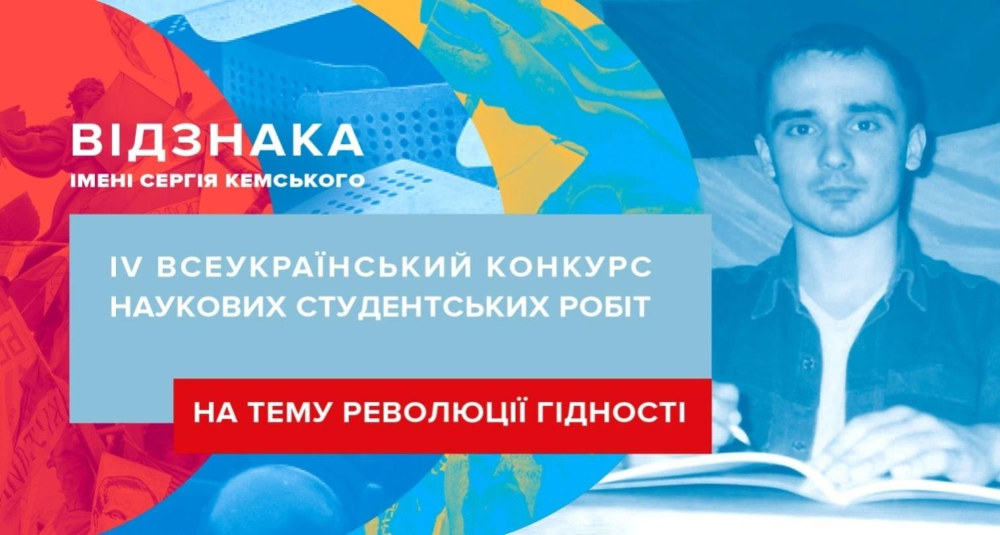 ВІДЗНАКА
ІМЕНІ СЕРГІЯ КЕМСЬКОГО
IV ВСЕУКРАЇНСЬКИЙ КОНКУРС
НАУКОВИХ СТУДЕНТСЬКИХ РОБІТ
НА ТЕМУ РЕВОЛЮЦІЇ ГІДНОСТІ